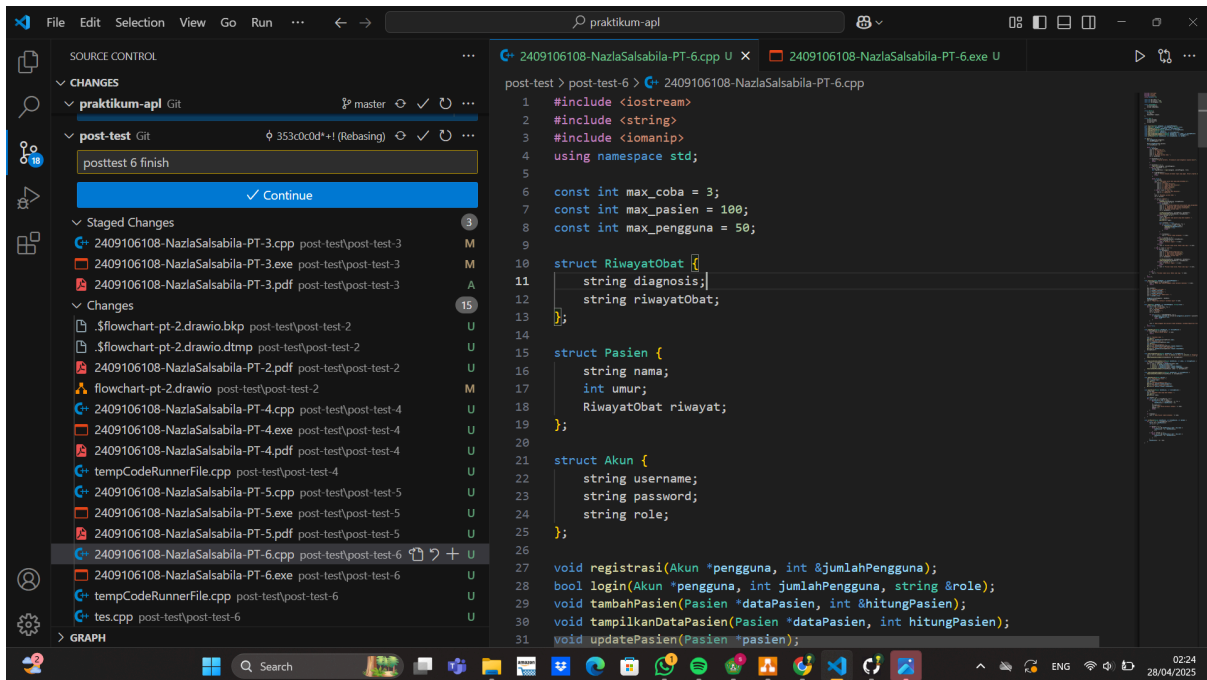 File Edit Selection View Go Run ··· praktikum-apl
SOURCE CONTROL
CHANGES
praktikum-apl Git master
post-test Git 353c0c0d*+! (Rebasing)
posttest 6 finish
Continue
Staged Changes 3
2409106108-NazlaSalsabila-PT-3.cpp post-test\post-test-3 M
2409106108-NazlaSalsabila-PT-3.exe post-test\post-test-3 M
2409106108-NazlaSalsabila-PT-3.pdf post-test\post-test-3 A
Changes 15
.$flowchart-pt-2.drawio.bkp post-test\post-test-2 U
.$flowchart-pt-2.drawio.dtmp post-test\post-test-2 U
2409106108-NazlaSalsabila-PT-2.pdf post-test\post-test-2 U
flowchart-pt-2.drawio post-test\post-test-2 M
2409106108-NazlaSalsabila-PT-4.cpp post-test\post-test-4 U
2409106108-NazlaSalsabila-PT-4.exe post-test\post-test-4 U
2409106108-NazlaSalsabila-PT-4.pdf post-test\post-test-4 U
tempCodeRunnerFile.cpp post-test\post-test-4 U
2409106108-NazlaSalsabila-PT-5.cpp post-test\post-test-5 U
2409106108-NazlaSalsabila-PT-5.exe post-test\post-test-5 U
2409106108-NazlaSalsabila-PT-5.pdf post-test\post-test-5 U
2409106108-NazlaSalsabila-PT-6.cpp post-test\post-test-6 U
2409106108-NazlaSalsabila-PT-6.exe post-test\post-test-6 U
tempCodeRunnerFile.cpp post-test\post-test-6 U
tes.cpp post-test\post-test-6 U
GRAPH
18
2409106108-NazlaSalsabila-PT-6.cpp U 2409106108-NazlaSalsabila-PT-6.exe U
post-test > post-test-6 > 2409106108-NazlaSalsabila-PT-6.cpp
1 #include <iostream>
2 #include <string>
3 #include <iomanip>
4 using namespace std;
5
6 const int max_coba = 3;
7 const int max_pasien = 100;
8 const int max_pengguna = 50;
9
10 struct RiwayatObat {
11 string diagnosis;
12 string riwayatObat;
13 };
14
15 struct Pasien {
16 string nama;
17 int umur;
18 RiwayatObat riwayat;
19 };
20
21 struct Akun {
22 string username;
23 string password;
24 string role;
25 };
26
27 void registrasi(Akun *pengguna, int &jumlahPengguna);
28 bool login(Akun *pengguna, int jumlahPengguna, string &role);
29 void tambahPasien(Pasien *dataPasien, int &hitungPasien);
30 void tampilkanDataPasien(Pasien *dataPasien, int hitungPasien);
31 void updatePasien(Pasien *pasien);
2 Search amazon 1 ENG 02:24
28/04/2025